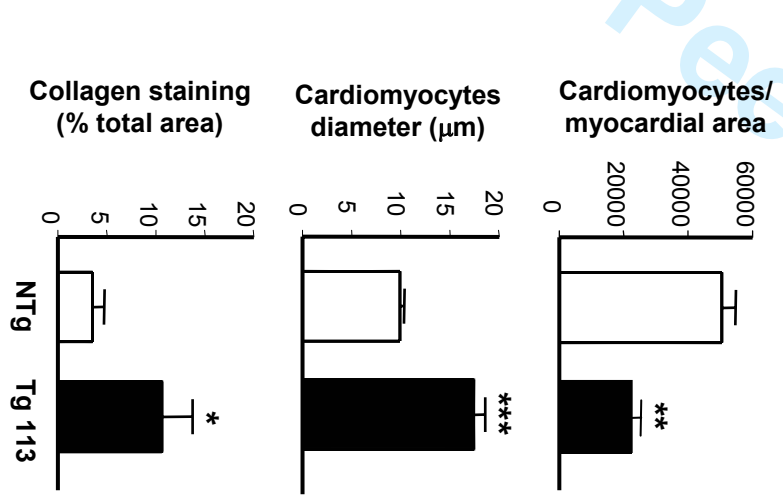 Pee
Cardiomyocytes/
myocardial area
60000
40000
20000
0
**
Cardiomyocytes
diameter (μm)
20
15
10
5
0
***
Collagen staining
(% total area)
20
15
10
5
0
*
NTg
Tg 113